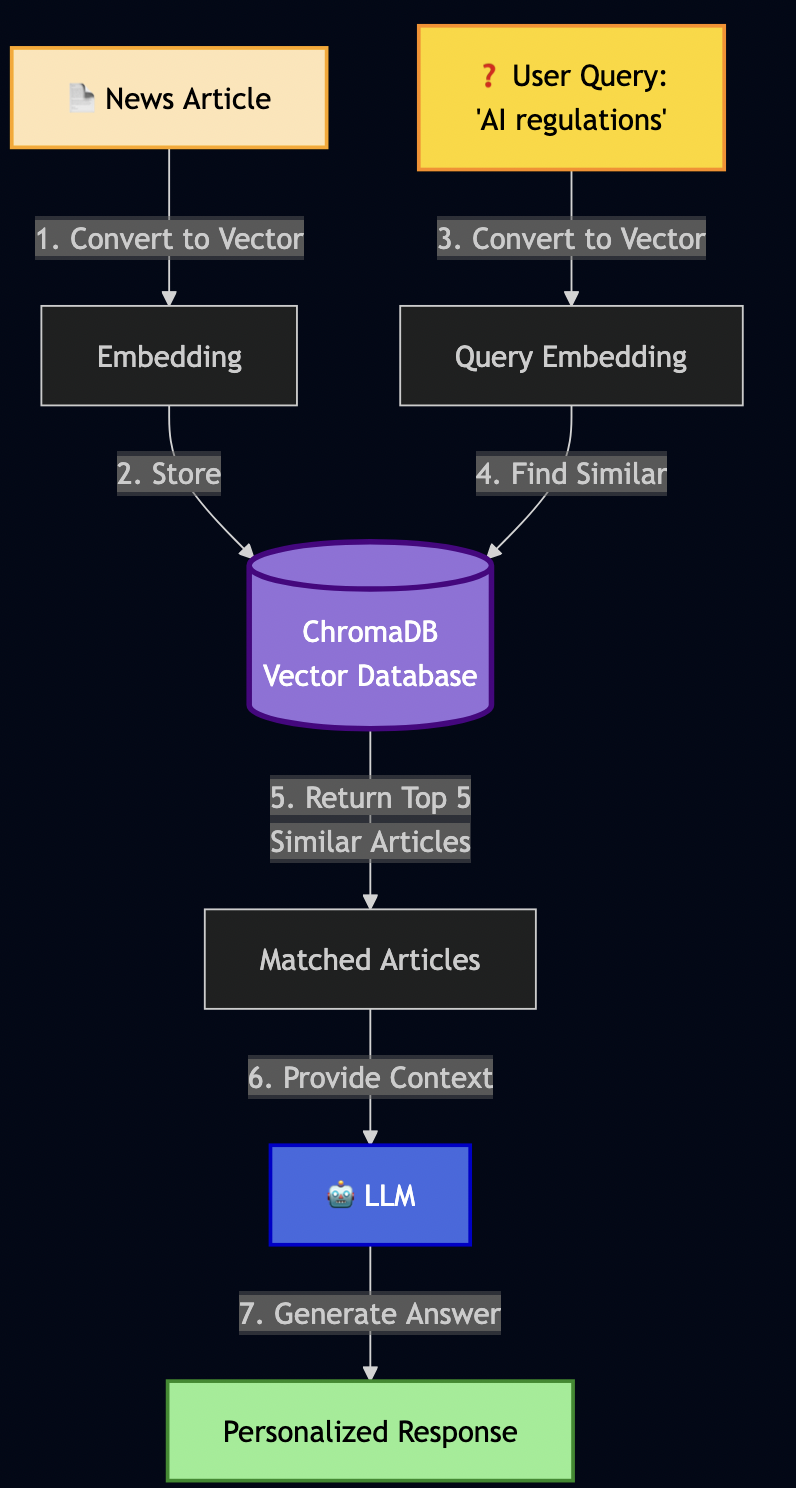 News Article
❓ User Query:
'AI regulations'
1. Convert to Vector
3. Convert to Vector
Embedding
Query Embedding
2. Store
4. Find Similar
ChromaDB
Vector Database
5. Return Top 5
Similar Articles
Matched Articles
6. Provide Context
🤖 LLM
7. Generate Answer
Personalized Response